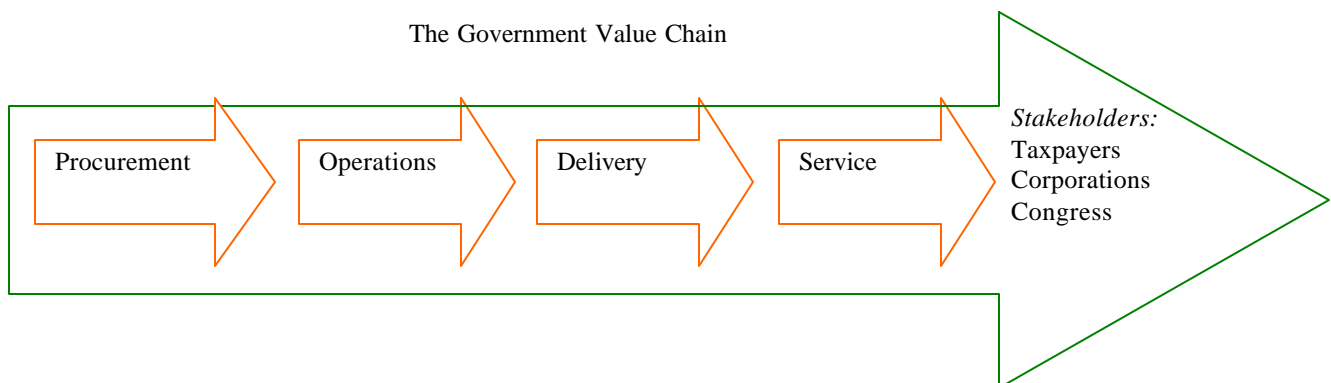 The Government Value Chain
Procurement
Operations
Delivery
Service
Stakeholders:
Taxpayers
Corporations
Congress